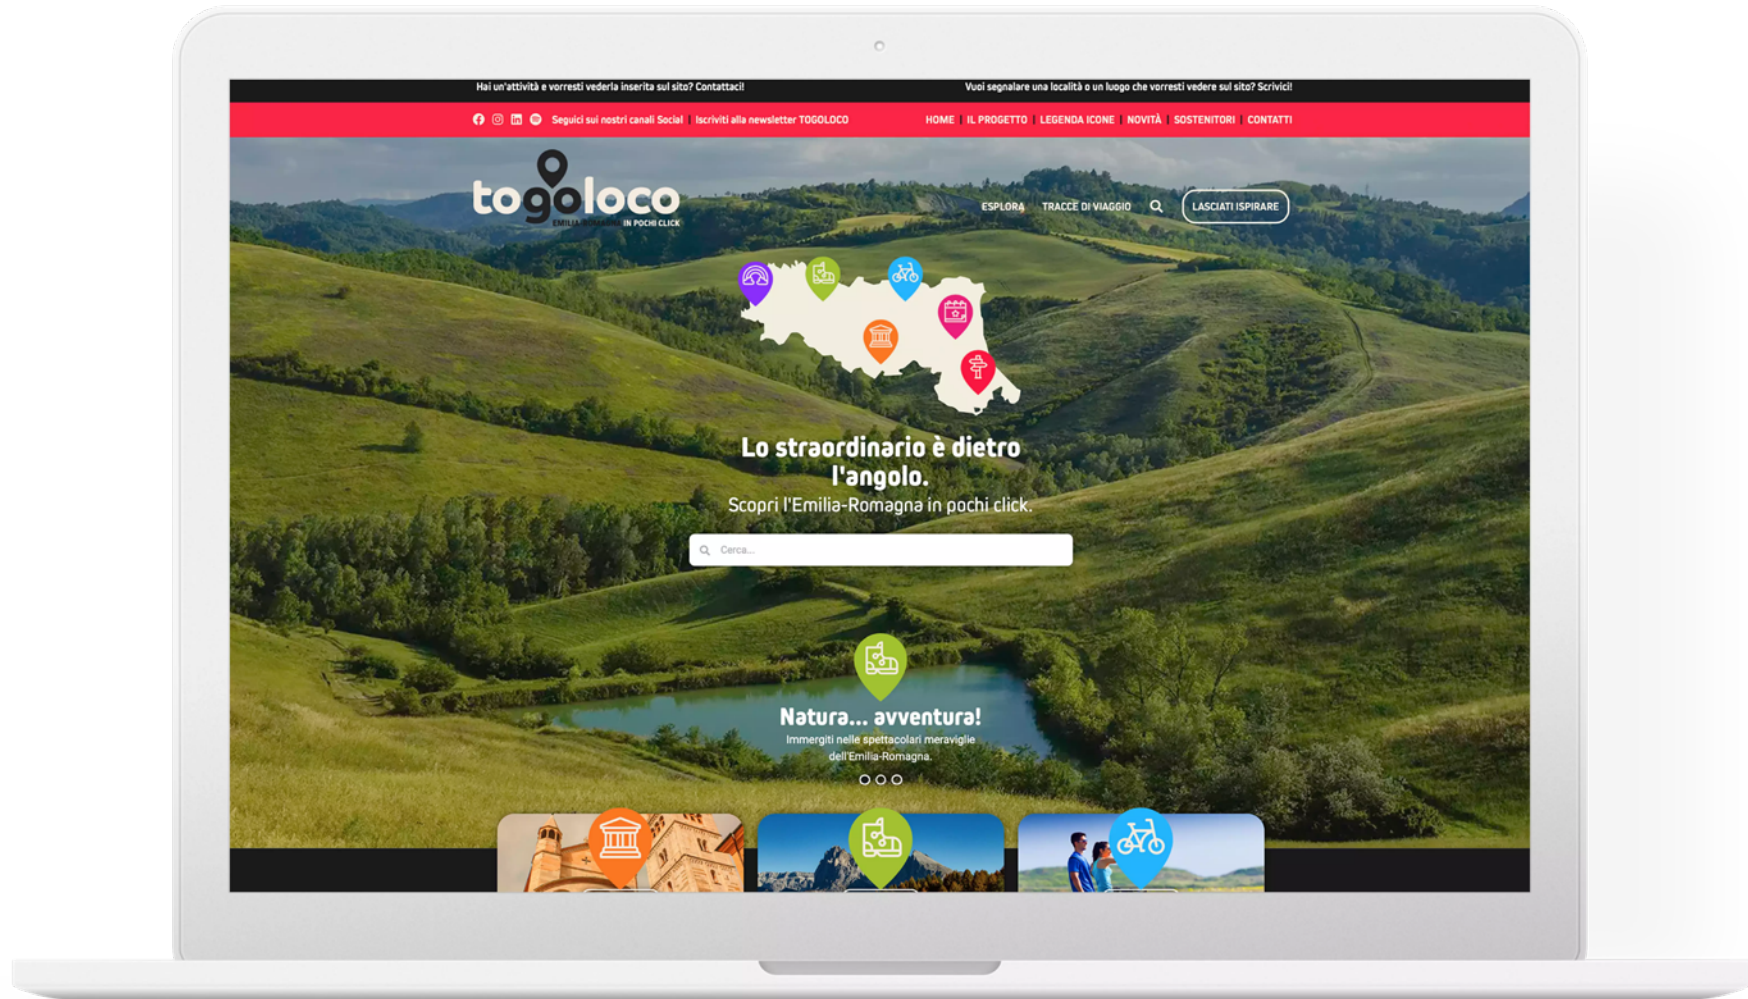 Hai un'attività e vorresti vederla inserita sul sito? Contattaci!
Vuoi segnalare una località o un luogo che vorresti vedere sul sito? Scrivici!
Seguici sui nostri canali Social | Iscriviti alla newsletter TOGOLOCO
HOME | IL PROGETTO | LEGENDA ICONE | NOVITÀ | SOSTENITORI | CONTATTI
togoloco
EMILIA-ROMAGNA IN POCHI CLICK
ESPLORA TRACCE DI VIAGGIO LASCIATI ISPIRARE
Lo straordinario è dietro
l'angolo.
Scopri l'Emilia-Romagna in pochi click.
Cerca...
Natura... avventura!
Immergiti nelle spettacolari meraviglie
dell'Emilia-Romagna.